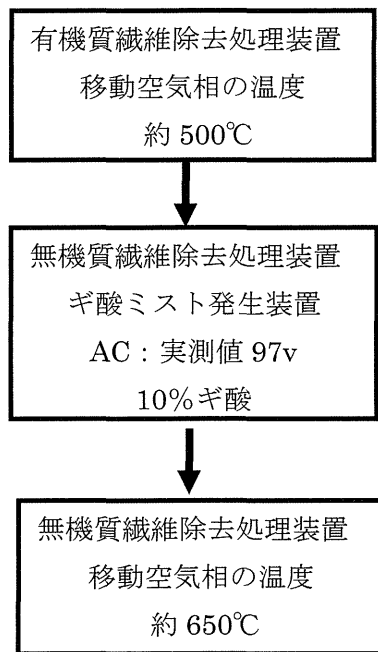 有機質繊維除去処理装置
移動空気相の温度
約 500℃
無機質繊維除去処理装置
ギ酸ミスト発生装置
AC：実測値 97v
10％ギ酸
無機質繊維除去処理装置
移動空気相の温度
約 650℃